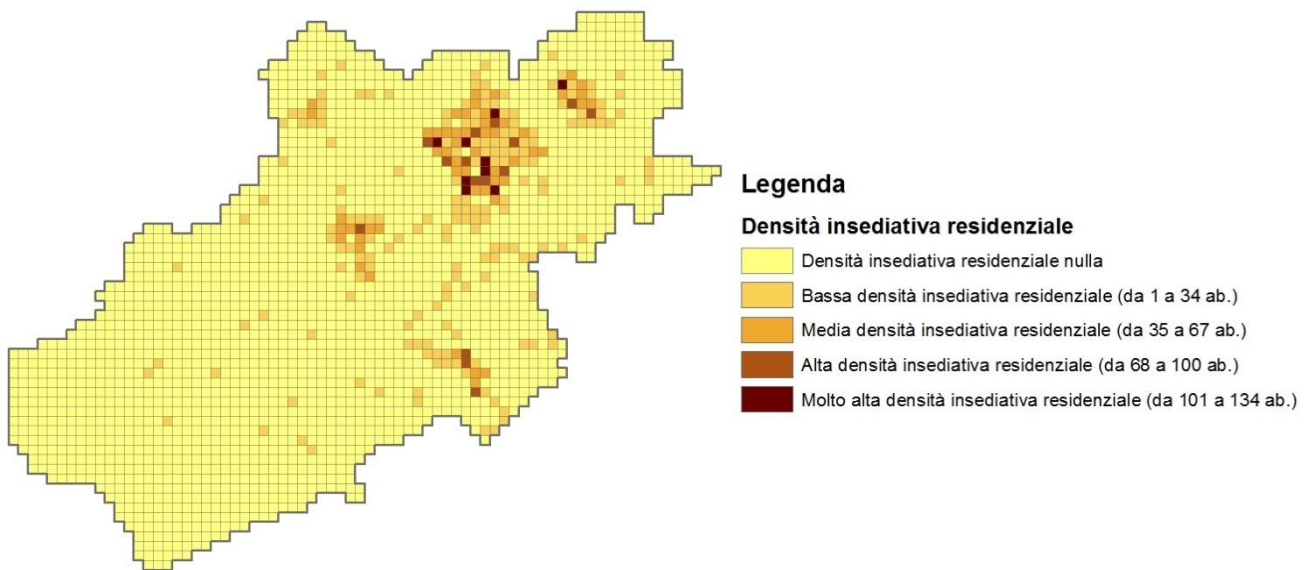 Legenda
Densità insediativa residenziale
Densità insediativa residenziale nulla
Bassa densità insediativa residenziale (da 1 a 34 ab.)
Media densità insediativa residenziale (da 35 a 67 ab.)
Alta densità insediativa residenziale (da 68 a 100 ab.)
Molto alta densità insediativa residenziale (da 101 a 134 ab.)